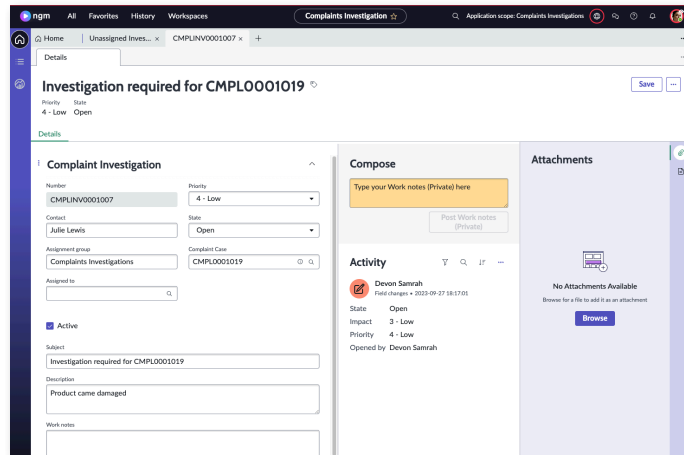 ngm All Favorites History Workspaces Complaints Investigation Application scope: Complaints Investigations
Home Unassigned Inves... × CMPLINV0001007 × +
Details
Investigation required for CMPL0001019
Save ...
Priority State
4 - Low Open
Details
Complaint Investigation
Number
CMPLINV0001007
Priority
4 - Low
Contact
Julie Lewis
State
Open
Assignment group
Complaints Investigations
Complaint Case
CMPL0001019
Assigned to
Active
Subject
Investigation required for CMPL0001019
Description
Product came damaged
Work notes
Compose
Type your Work notes (Private) here
Post Work notes
(Private)
Activity
Devon Samrah
Field changes • 2023-09-27 18:17:01
State Open
Impact 3 - Low
Priority 4 - Low
Opened by Devon Samrah
Attachments
No Attachments Available
Browse for a file to add it as an attachment
Browse